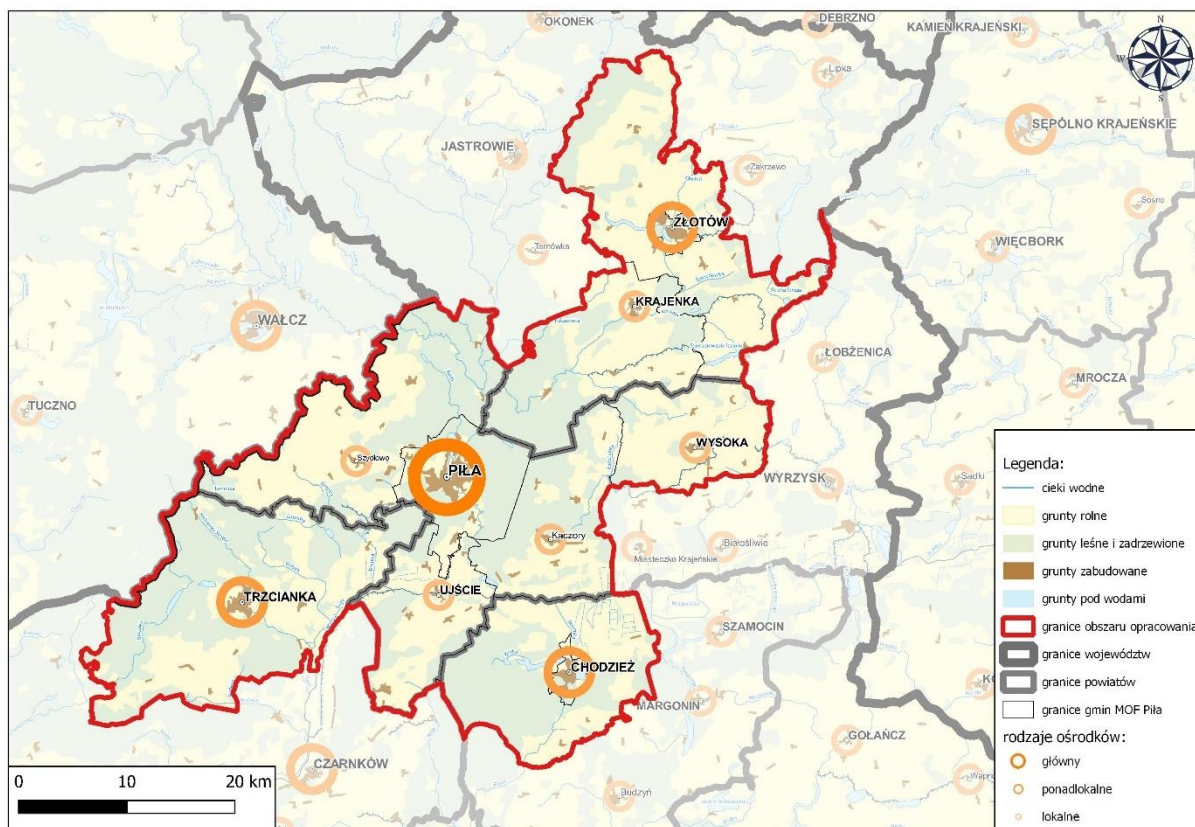 OKONEK
DEBRZNO
KAMIEŃ KRAJEŃSKI
N
W
S
Lipka
SĘPÓLNO KRAJEŃSKIE
JASTROWIE
Zakrzewo
Sośno
ZŁOTÓW
WIĘCBORK
Tarnówka
KRAJENKA
WAŁCZ
ŁOBŻENICA
MROCZA
TUCZNO
WYSOKA
Szydłowo
PIŁA
WYRZYSK
Sadki
Kaczory
Białośliwie
Miasteczko Krajeńskie
TRZCIANKA
UJŚCIE
SZAMOCIN
CHODZIEŻ
MARGONIN
GOŁAŃCZ
CZARNKÓW
Budzyń
Legenda:
cieki wodne
grunty rolne
grunty leśne i zadrzewione
grunty zabudowane
grunty pod wodami
granice obszaru opracowania
granice województw
granice powiatów
granice gmin MOF Piła
rodzaje ośrodków:
główny
ponadlokalne
lokalne
0 10 20 km